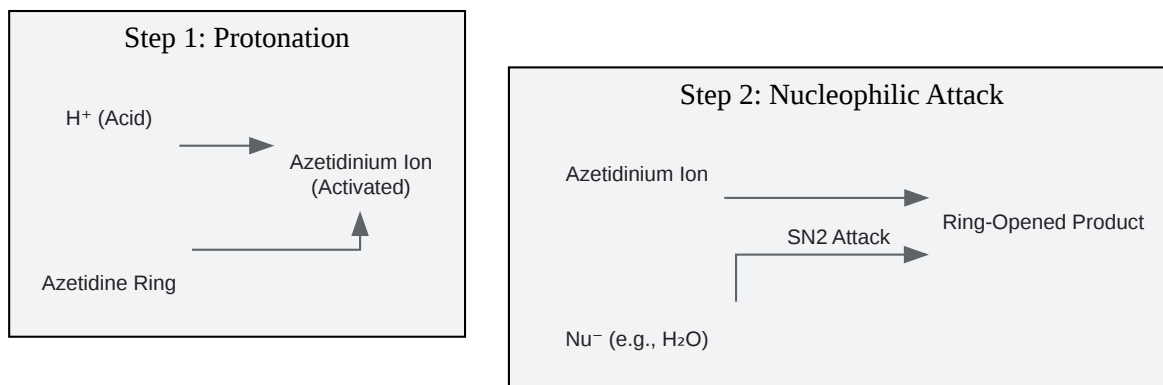 Step 1: Protonation
H⁺ (Acid)
Azetidinium Ion
(Activated)
Azetidine Ring
Step 2: Nucleophilic Attack
Azetidinium Ion
Ring-Opened Product
SN2 Attack
Nu⁻ (e.g., H₂O)